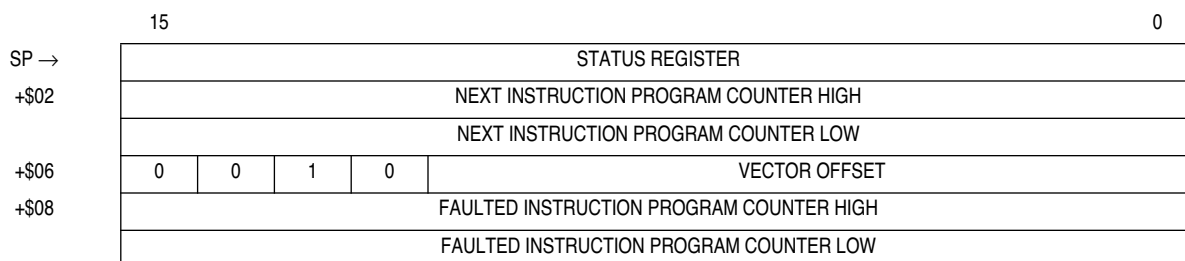 15 0
SP → STATUS REGISTER
+$02 NEXT INSTRUCTION PROGRAM COUNTER HIGH
NEXT INSTRUCTION PROGRAM COUNTER LOW
+$06 0 0 1 0 VECTOR OFFSET
+$08 FAULTED INSTRUCTION PROGRAM COUNTER HIGH
FAULTED INSTRUCTION PROGRAM COUNTER LOW